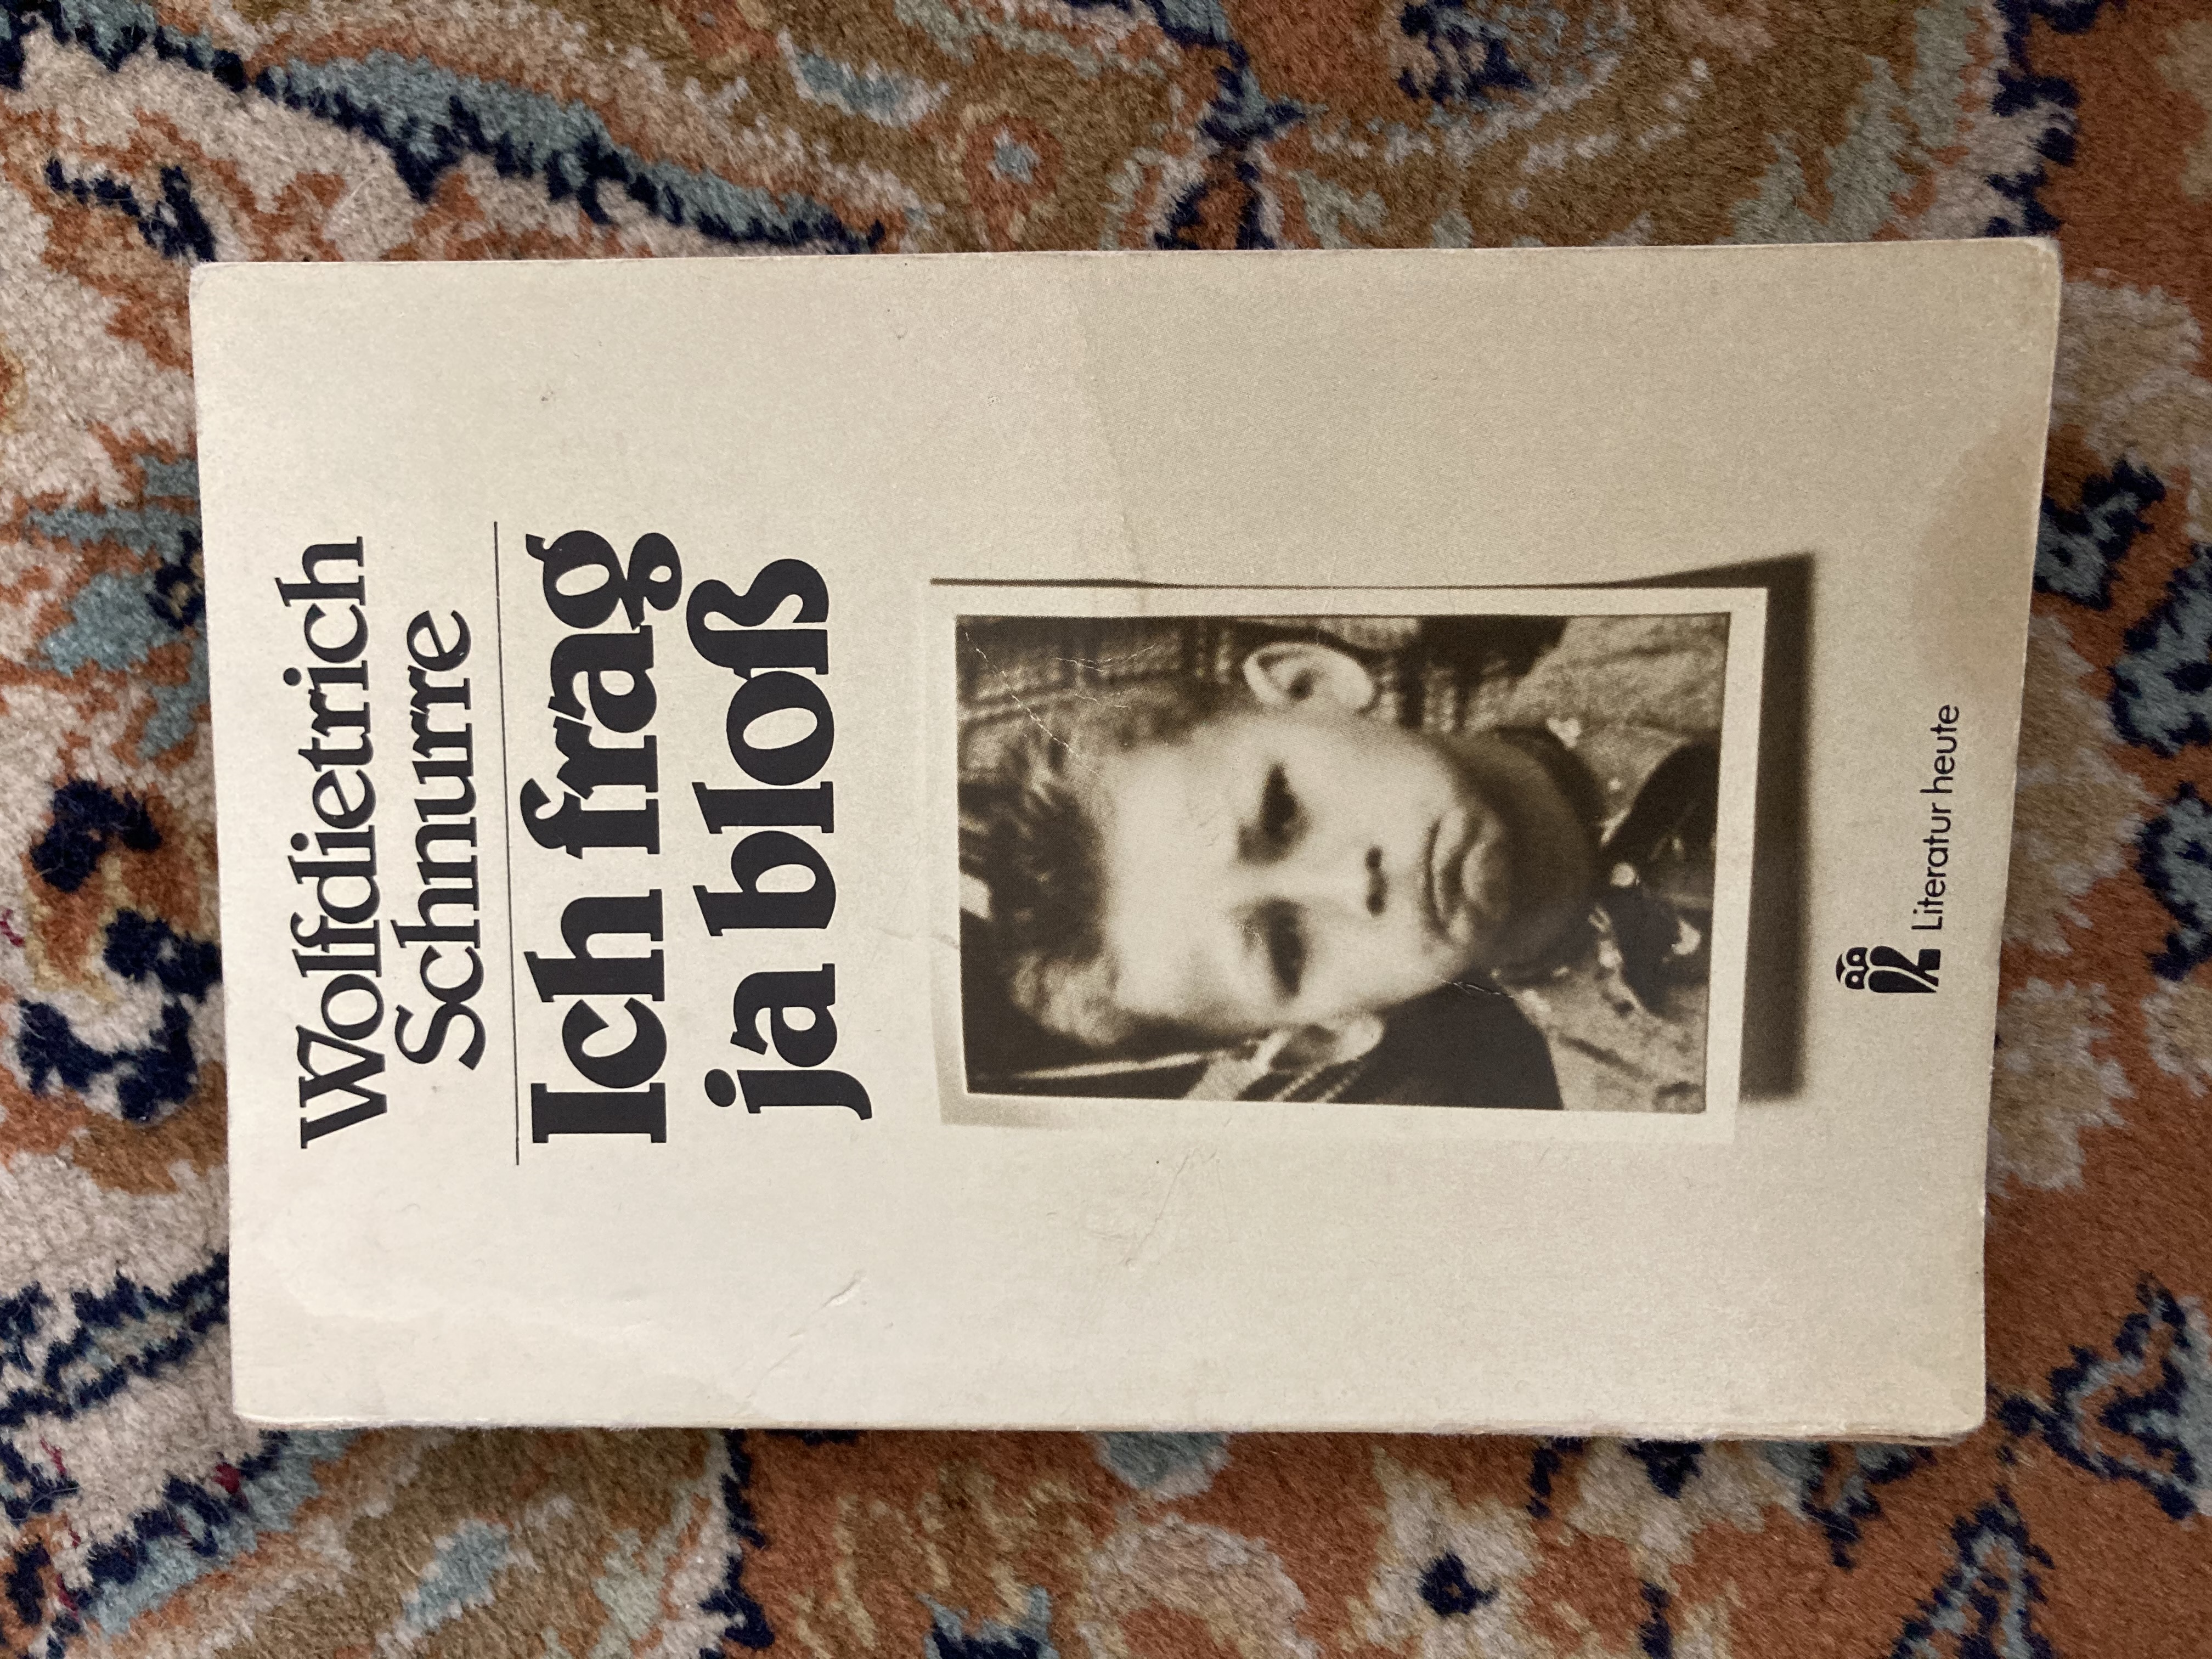 Wolfdietrich
Schnurre
Ich frag
ja bloß
Literatur heute